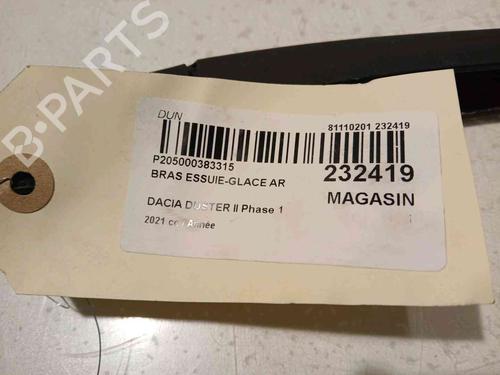 B-PARTS
DUN
81110201 232419
P205000383315
232419
BRAS ESSUIE-GLACE AR
MAGASIN
DACIA DUSTER II Phase 1
2021 Année